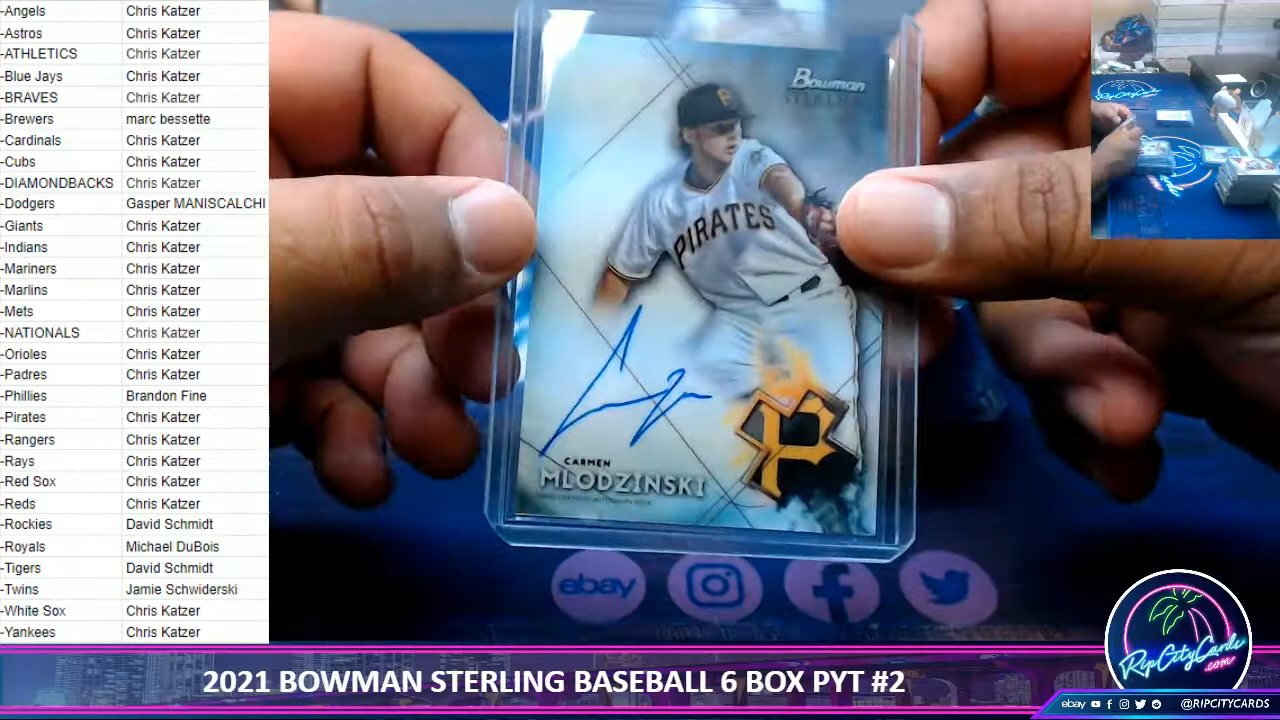 -Angels Chris Katzer
-Astros Chris Katzer
-ATHLETICS Chris Katzer
-Blue Jays Chris Katzer
-BRAVES Chris Katzer
-Brewers marc bessette
-Cardinals Chris Katzer
-Cubs Chris Katzer
-DIAMONDBACKS Chris Katzer
-Dodgers Gasper MANISCALCHI
-Giants Chris Katzer
-Indians Chris Katzer
-Mariners Chris Katzer
-Marlins Chris Katzer
-Mets Chris Katzer
-NATIONALS Chris Katzer
-Orioles Chris Katzer
-Padres Chris Katzer
-Phillies Brandon Fine
-Pirates Chris Katzer
-Rangers Chris Katzer
-Rays Chris Katzer
-Red Sox Chris Katzer
-Reds Chris Katzer
-Rockies David Schmidt
-Royals Michael DuBois
-Tigers David Schmidt
-Twins Jamie Schwiderski
-White Sox Chris Katzer
-Yankees Chris Katzer
Bowman
STERLING
P
PIRATES
CARMEN
MLODZINSKI
P
ebay
RipCityCards
.com
2021 BOWMAN STERLING BASEBALL 6 BOX PYT #2
ebay @RIPCITYCARDS